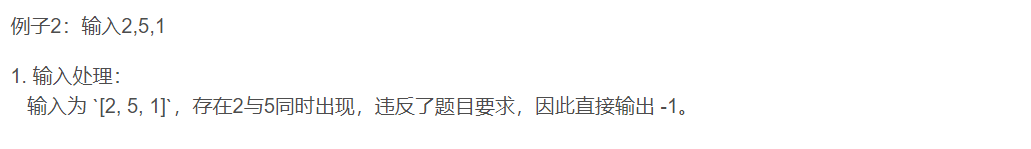 例子2：输入2,5,1
1. 输入处理：
输入为 `[2, 5, 1]`，存在2与5同时出现，违反了题目要求，因此直接输出 -1。